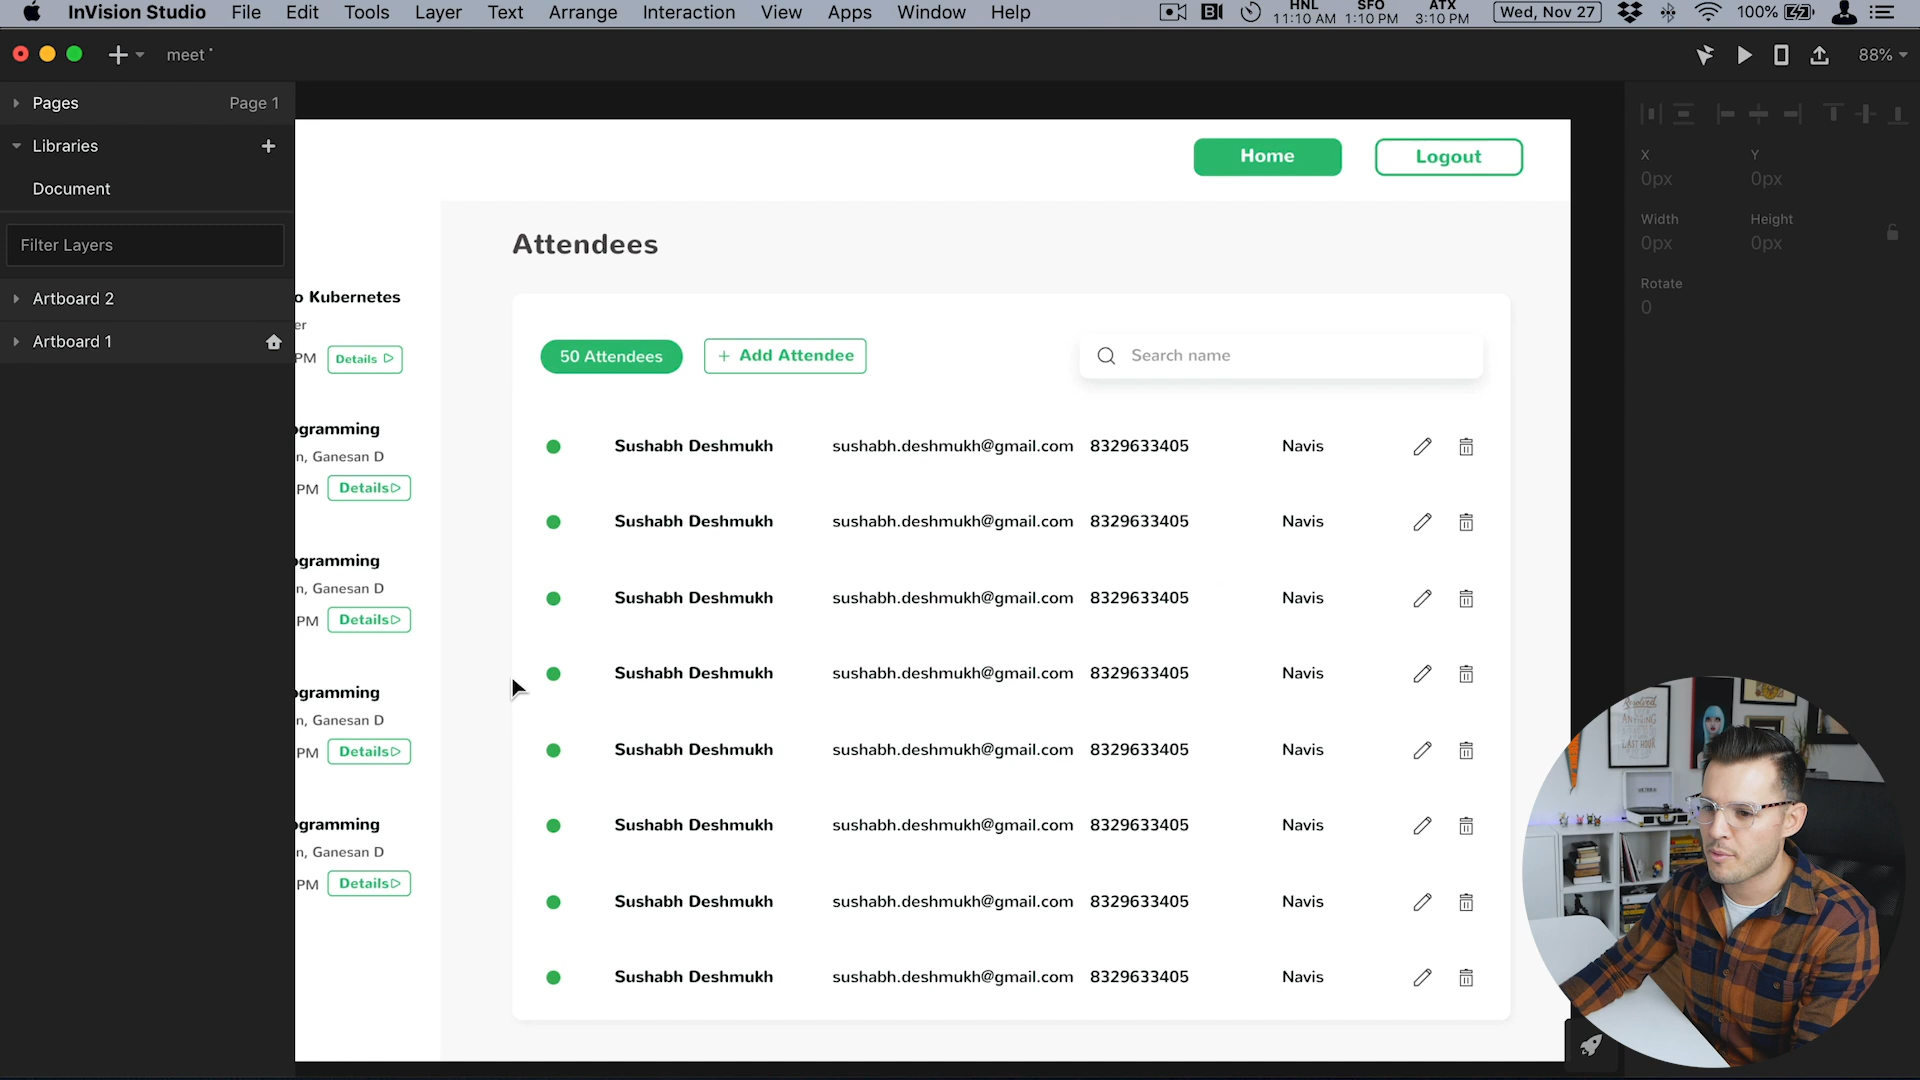 InVision Studio File Edit Tools Layer Text Arrange Interaction View Apps Window Help
HNL SFO ATX
11:10 AM 1:10 PM 3:10 PM
Wed, Nov 27
100%
meet
88%
Pages Page 1
Libraries
Document
Filter Layers
Artboard 2
Artboard 1
o Kubernetes
er
PM Details
ogramming
n, Ganesan D
PM Details
ogramming
n, Ganesan D
PM Details
ogramming
n, Ganesan D
PM Details
ogramming
n, Ganesan D
PM Details
Home Logout
Attendees
50 Attendees + Add Attendee Search name
Sushabh Deshmukh sushabh.deshmukh@gmail.com 8329633405 Navis
Sushabh Deshmukh sushabh.deshmukh@gmail.com 8329633405 Navis
Sushabh Deshmukh sushabh.deshmukh@gmail.com 8329633405 Navis
Sushabh Deshmukh sushabh.deshmukh@gmail.com 8329633405 Navis
Sushabh Deshmukh sushabh.deshmukh@gmail.com 8329633405 Navis
Sushabh Deshmukh sushabh.deshmukh@gmail.com 8329633405 Navis
Sushabh Deshmukh sushabh.deshmukh@gmail.com 8329633405 Navis
Sushabh Deshmukh sushabh.deshmukh@gmail.com 8329633405 Navis
X Y
0px 0px
Width Height
0px 0px
Rotate
0
ANYTHING
LAST HOUR